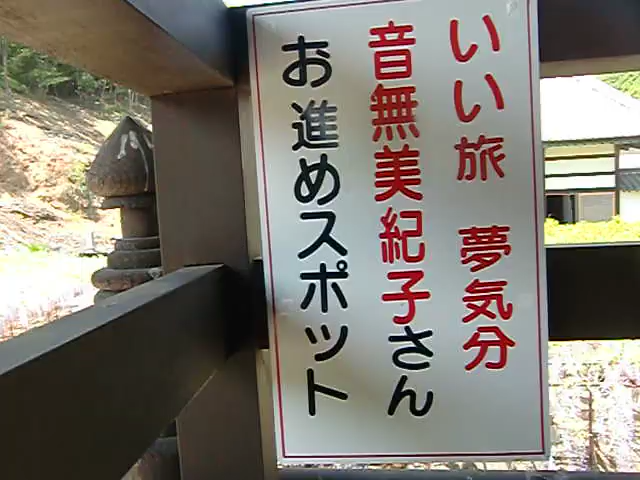 いい旅 夢気分
音無美紀子さん
お進めスポット